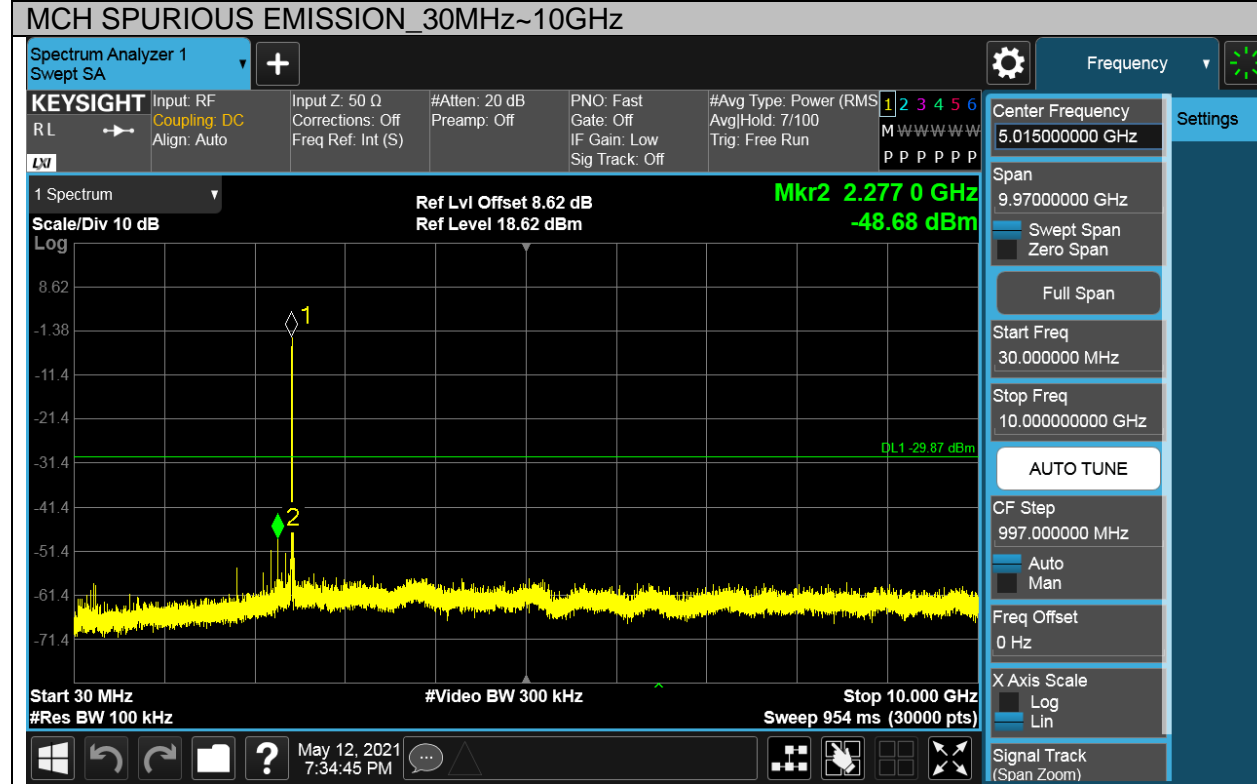 MCH SPURIOUS EMISSION_30MHz~10GHz
Spectrum Analyzer 1
Swept SA
+
Frequency
KEYSIGHT
RL
LXI
Input: RF
Coupling: DC
Align: Auto
Input Z: 50 Ω
Corrections: Off
Freq Ref: Int (S)
#Atten: 20 dB
Preamp: Off
PNO: Fast
Gate: Off
IF Gain: Low
Sig Track: Off
#Avg Type: Power (RMS
Avg|Hold: 7/100
Trig: Free Run
1 2 3 4 5 6
M W W W W W
P P P P P P
Center Frequency
5.015000000 GHz
Settings
Span
9.97000000 GHz
Swept Span
Zero Span
Full Span
Start Freq
30.000000 MHz
Stop Freq
10.000000000 GHz
AUTO TUNE
CF Step
997.000000 MHz
Auto
Man
Freq Offset
0 Hz
X Axis Scale
Log
Lin
Signal Track
(Span Zoom)
1 Spectrum
Scale/Div 10 dB
Log
Ref Lvl Offset 8.62 dB
Ref Level 18.62 dBm
Mkr2 2.277 0 GHz
-48.68 dBm
8.62
-1.38
-11.4
-21.4
-31.4
-41.4
-51.4
-61.4
-71.4
1
2
DL1 -29.87 dBm
Start 30 MHz
#Res BW 100 kHz
#Video BW 300 kHz
Stop 10.000 GHz
Sweep 954 ms (30000 pts)
?
May 12, 2021
7:34:45 PM